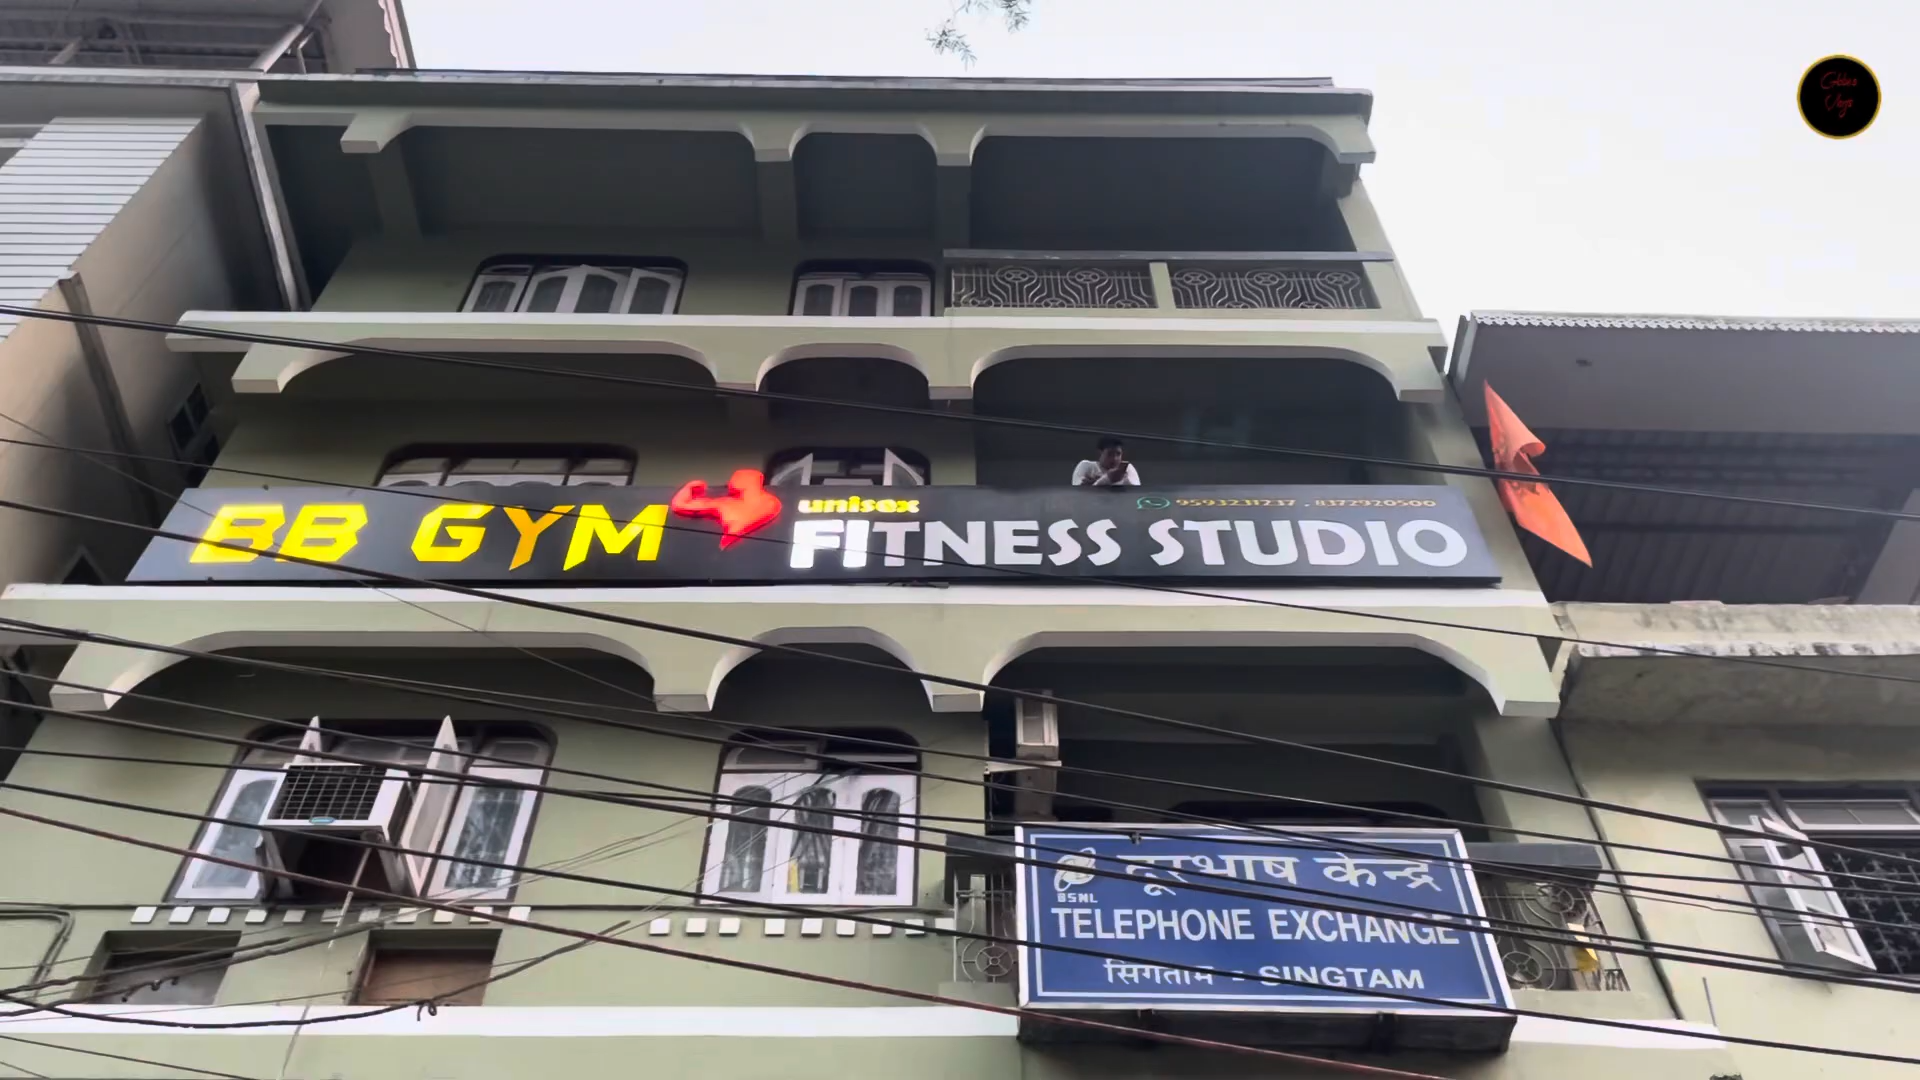 BB GYM
unisex
9593231237 , 8372920500
FITNESS STUDIO
दूरभाष केन्द्र
BSNL
TELEPHONE EXCHANGE
सिंगताम - SINGTAM